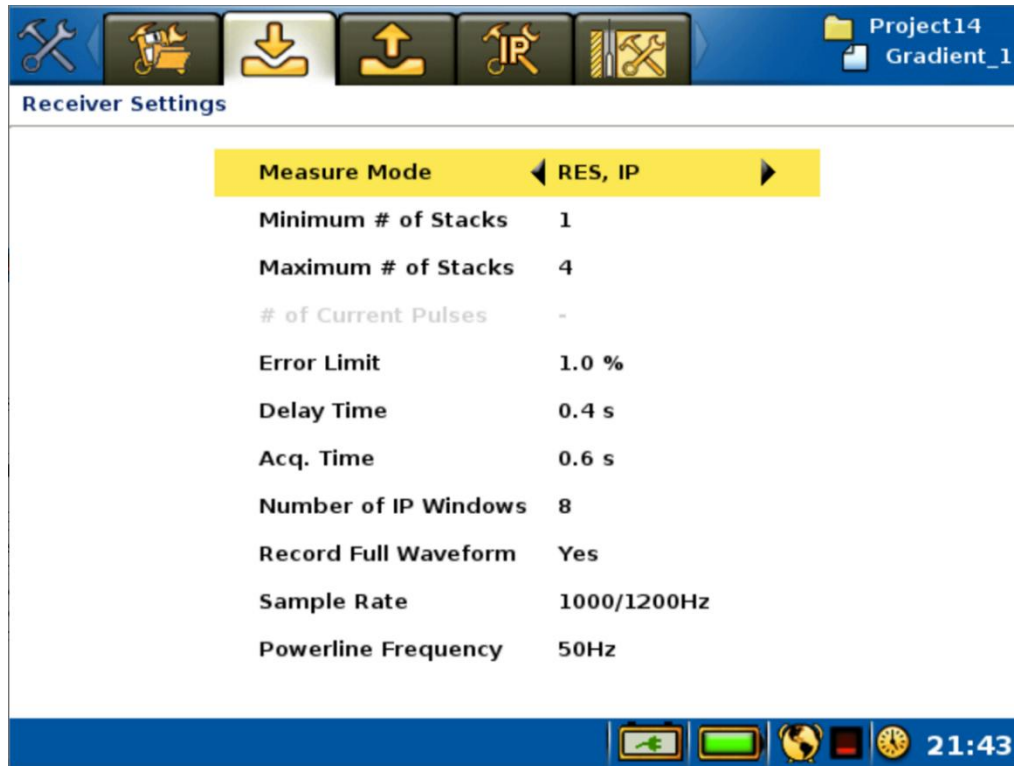 IR
Project14
Gradient_1
Receiver Settings
Measure Mode RES, IP
Minimum # of Stacks 1
Maximum # of Stacks 4
# of Current Pulses -
Error Limit 1.0 %
Delay Time 0.4 s
Acq. Time 0.6 s
Number of IP Windows 8
Record Full Waveform Yes
Sample Rate 1000/1200Hz
Powerline Frequency 50Hz
21:43